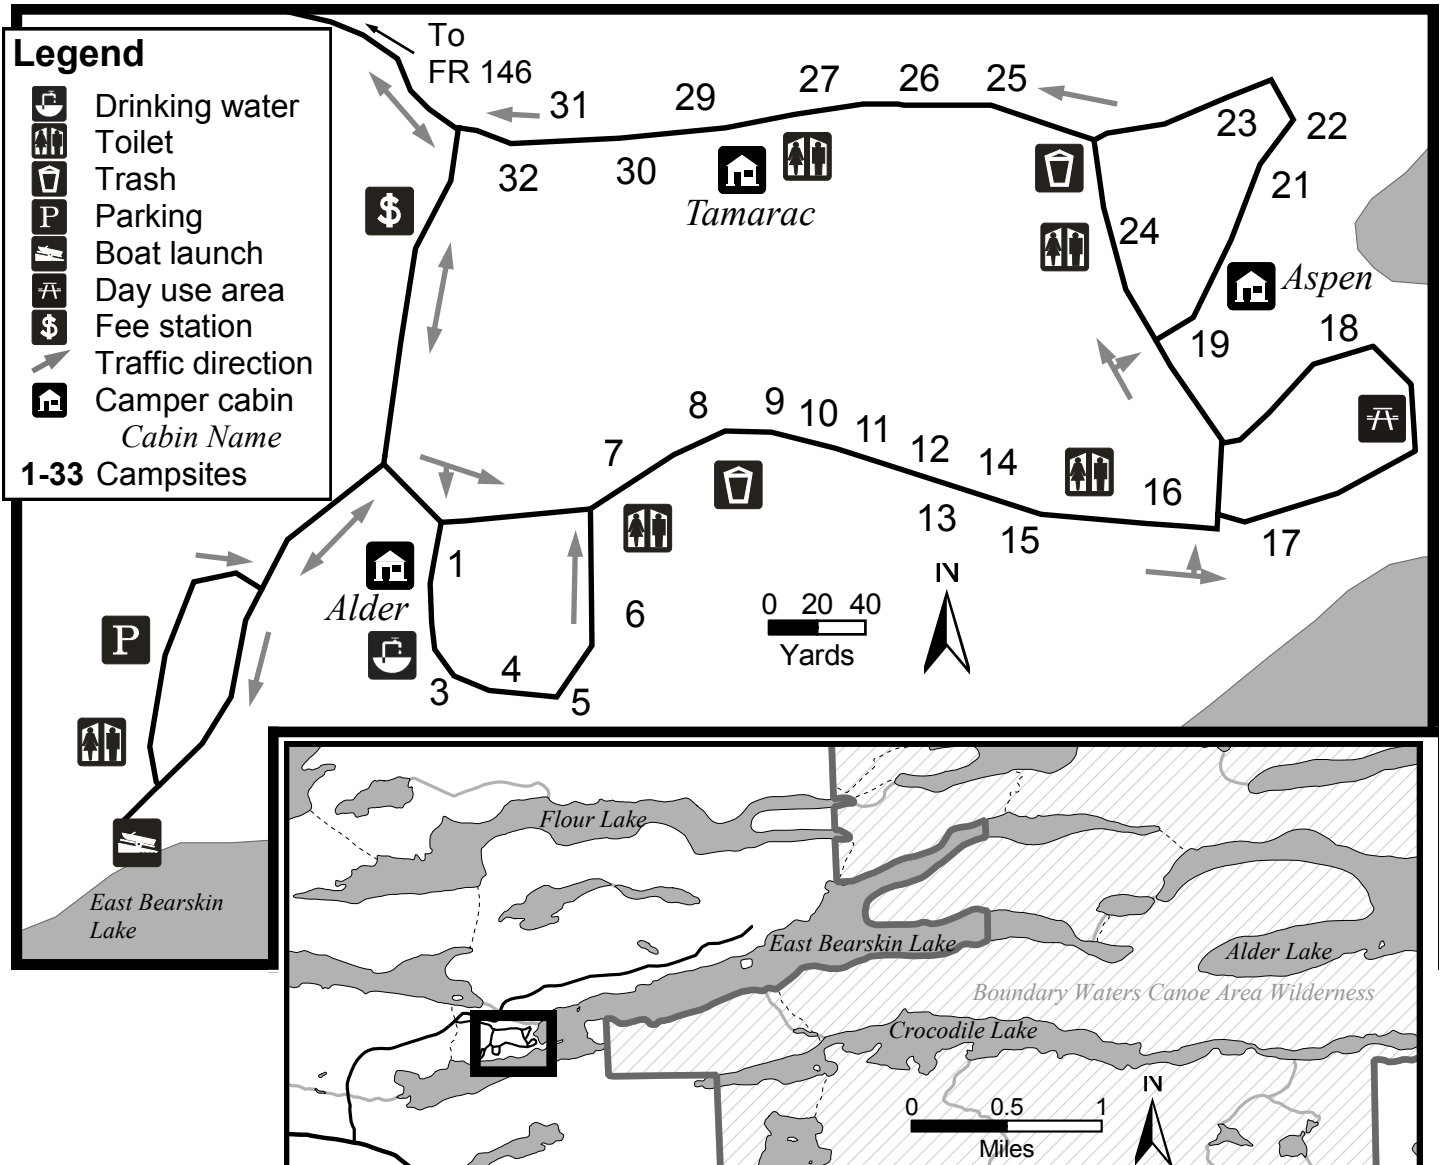 Legend
Drinking water
Toilet
Trash
P Parking
Boat launch
Day use area
$ Fee station
Traffic direction
Camper cabin
Cabin Name
1-33 Campsites
To
FR 146
31
29
27
26
25
23
22
32
30
21
$
Tamarac
24
Aspen
19
18
8
9
10
11
12
14
7
16
13
15
17
1
N
Alder
6
0 20 40
Yards
P
4
3
5
East Bearskin
Lake
Flour Lake
East Bearskin Lake
Alder Lake
Boundary Waters Canoe Area Wilderness
Crocodile Lake
N
0 0.5 1
Miles